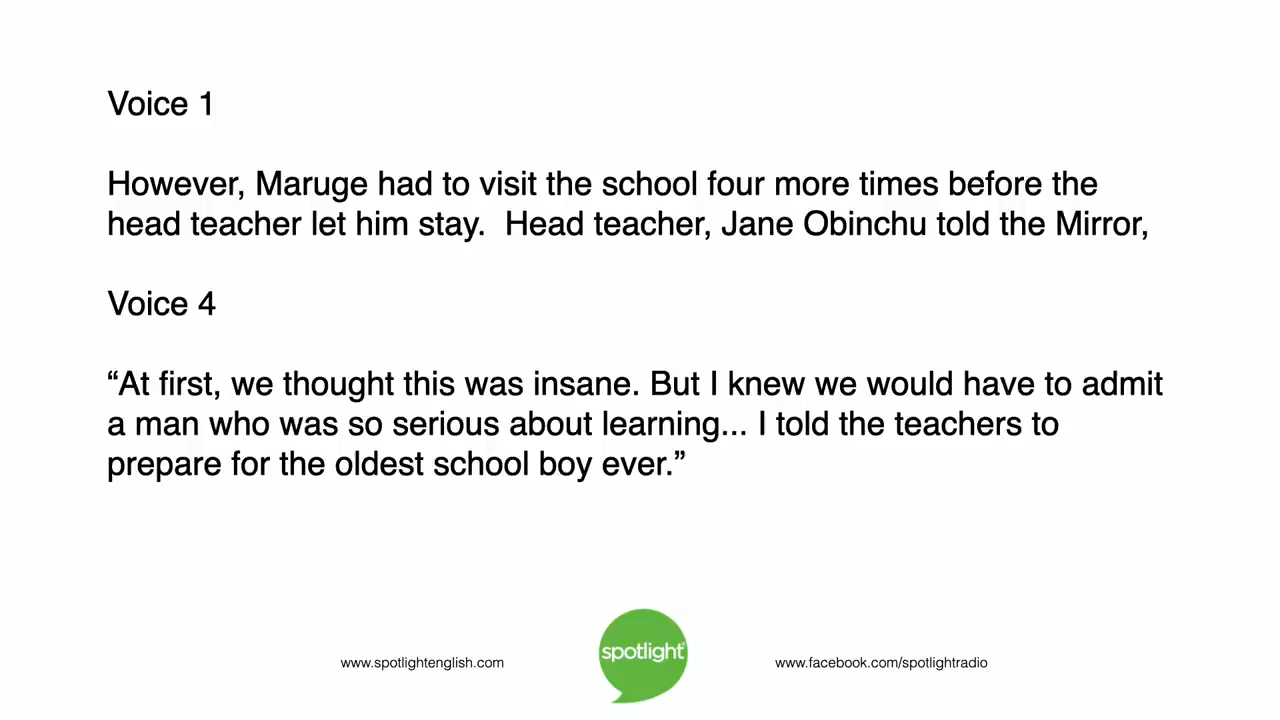 Voice 1
However, Maruge had to visit the school four more times before the
head teacher let him stay.  Head teacher, Jane Obinchu told the Mirror,
Voice 4
“At first, we thought this was insane. But I knew we would have to admit
a man who was so serious about learning... I told the teachers to
prepare for the oldest school boy ever.”
www.spotlightenglish.com
spotlight®
www.facebook.com/spotlightradio